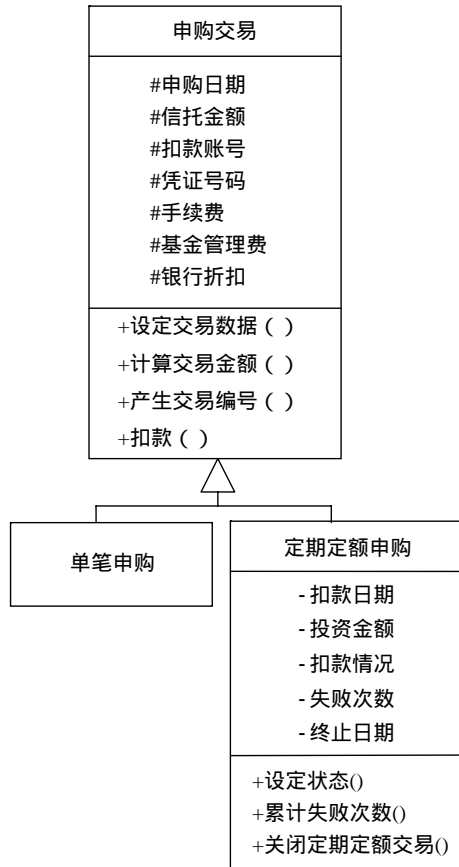 申购交易
#申购日期
#信托金额
#扣款账号
#凭证号码
#手续费
#基金管理费
#银行折扣
+设定交易数据（ ）
+计算交易金额（ ）
+产生交易编号（ ）
+扣款（ ）
单笔申购
定期定额申购
-扣款日期
-投资金额
-扣款情况
-失败次数
-终止日期
+设定状态()
+累计失败次数()
+关闭定期定额交易()